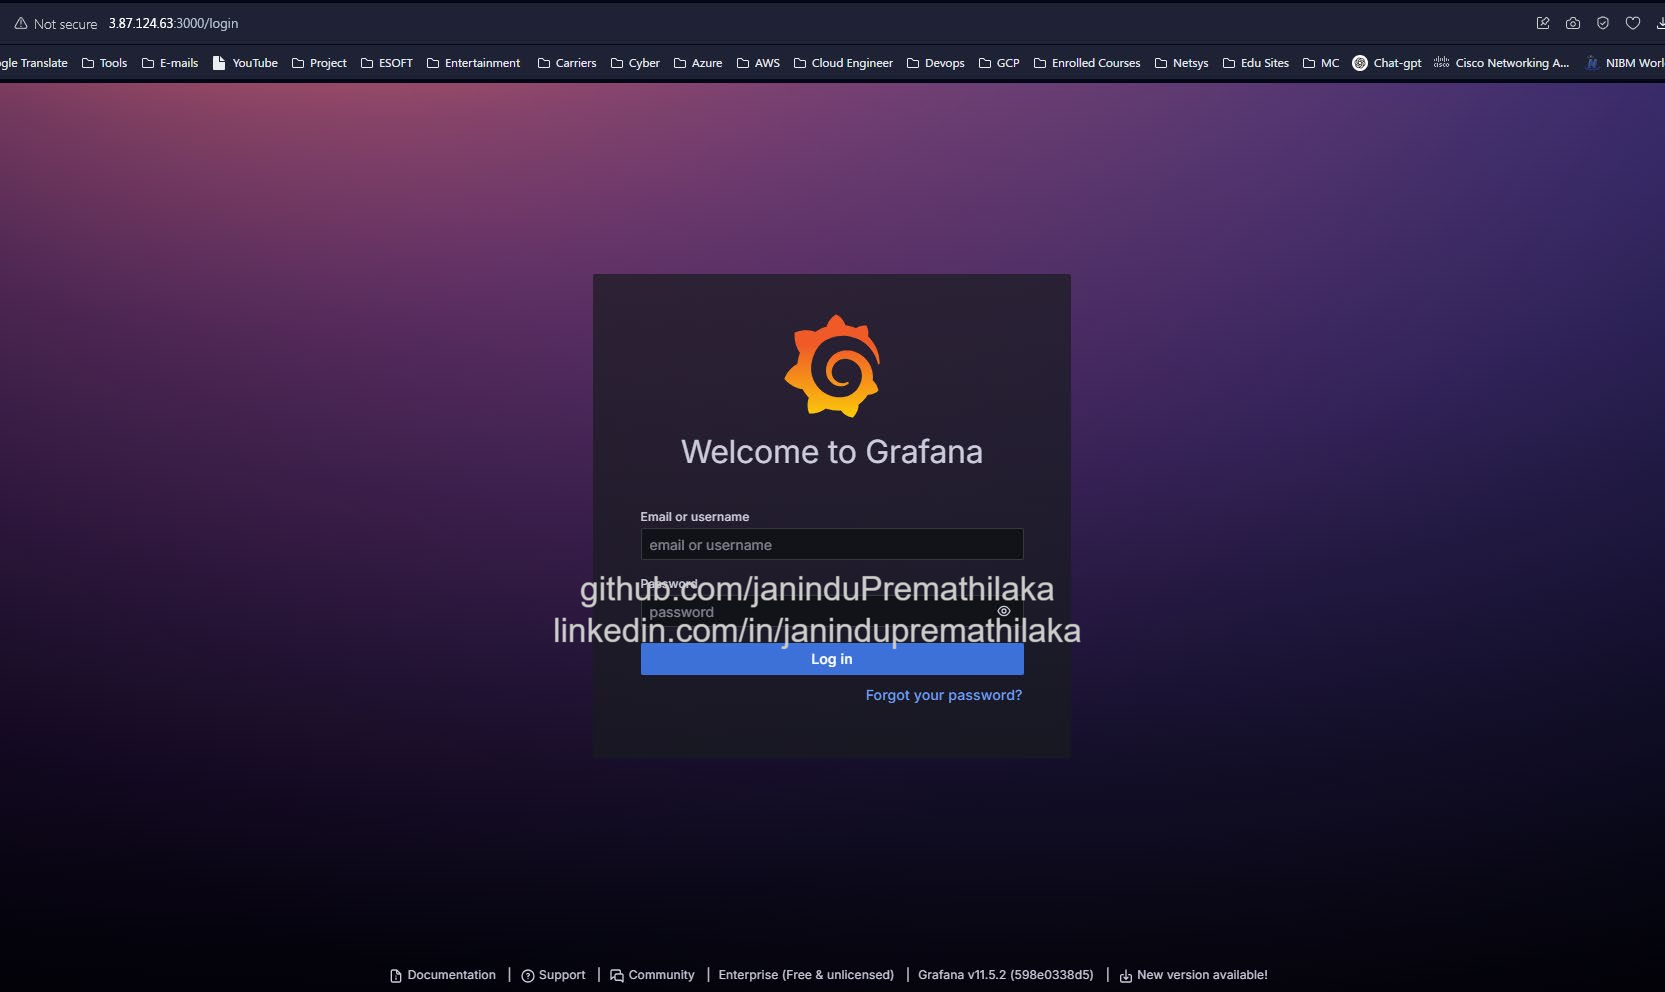 Not secure 3.87.124.63:3000/login
gle Translate Tools E-mails YouTube Project ESOFT Entertainment Carriers Cyber Azure AWS Cloud Engineer Devops GCP Enrolled Courses Netsys Edu Sites MC Chat-gpt Cisco Networking A... NIBM Worl
Welcome to Grafana
Email or username
email or username
Password
github.com/janinduPremathilaka
password
linkedin.com/in/janindupremathilaka
Log in
Forgot your password?
Documentation | Support | Community | Enterprise (Free & unlicensed) | Grafana v11.5.2 (598e0338d5) | New version available!